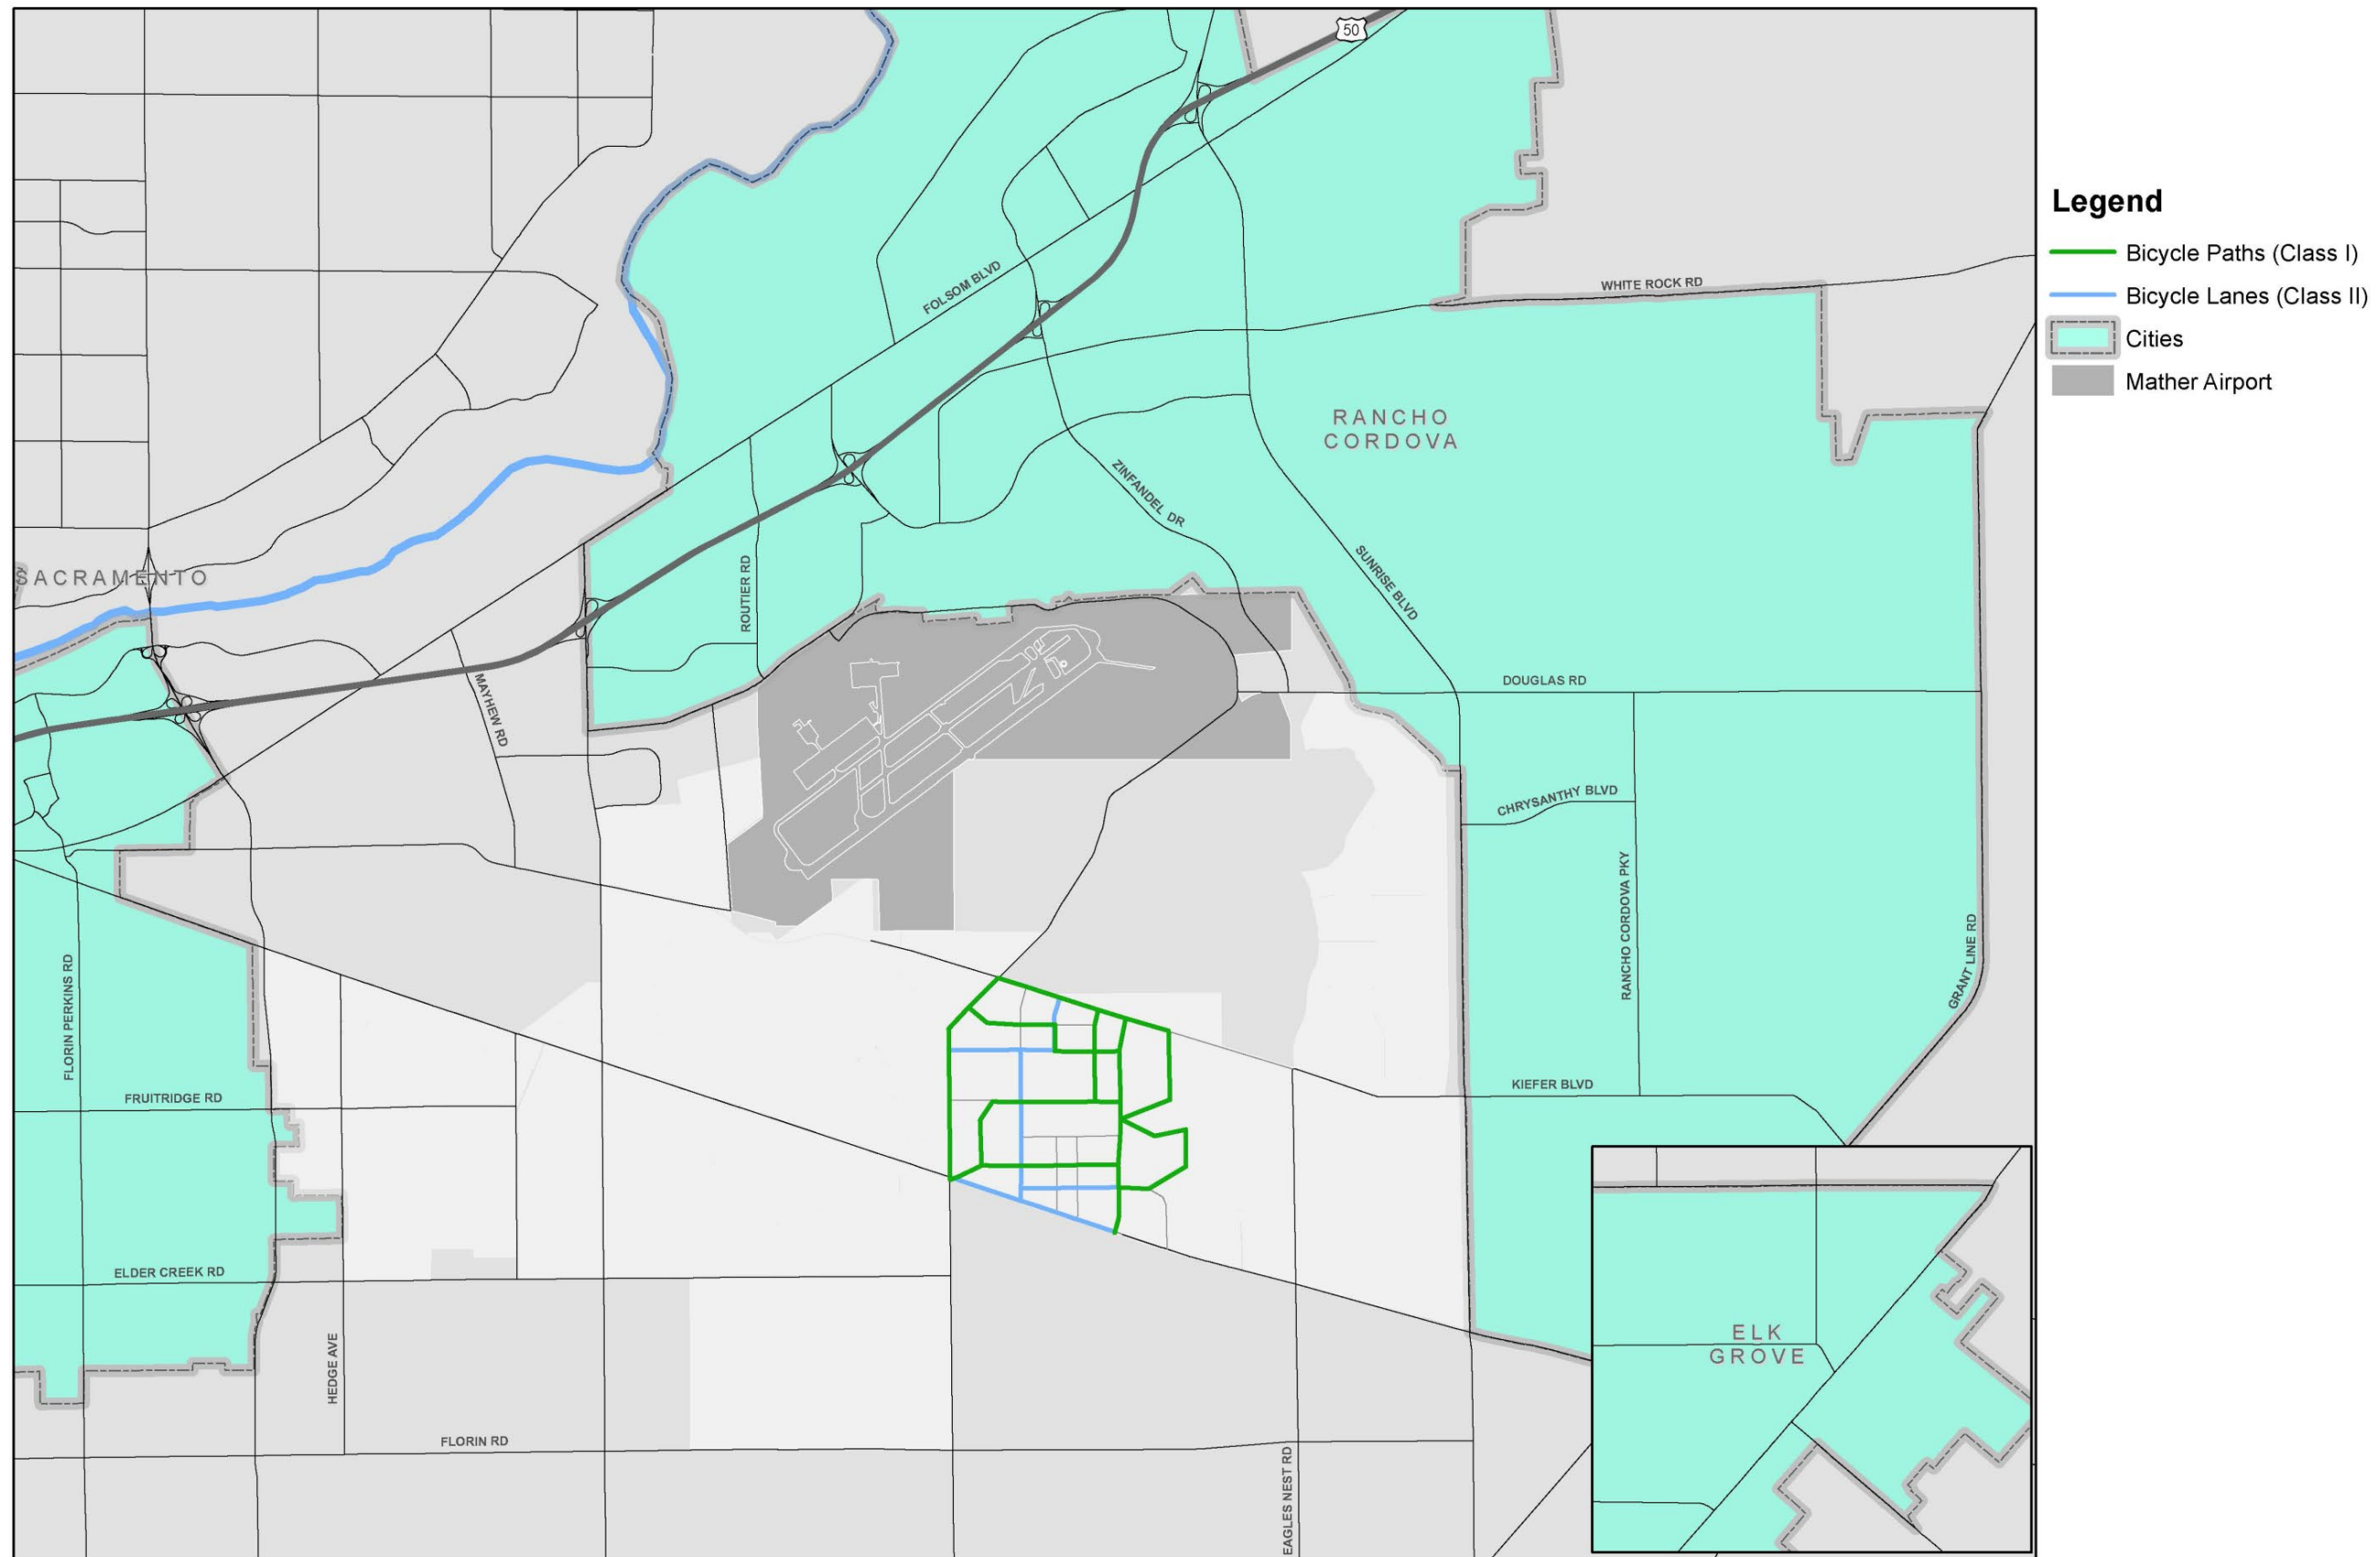 50
Legend
Bicycle Paths (Class I)
Bicycle Lanes (Class II)
Cities
Mather Airport
WHITE ROCK RD
FOLSOM BLVD
RANCHO
CORDOVA
ZINFANDEL DR
SUNRISE BLVD
ROUTIER RD
SACRAMENTO
MAYHEW RD
DOUGLAS RD
CHRYSANTHY BLVD
RANCHO CORDOVA PKY
GRANT LINE RD
FLORIN PERKINS RD
FRUITRIDGE RD
KIEFER BLVD
ELDER CREEK RD
HEDGE AVE
ELK
GROVE
FLORIN RD
EAGLES NEST RD